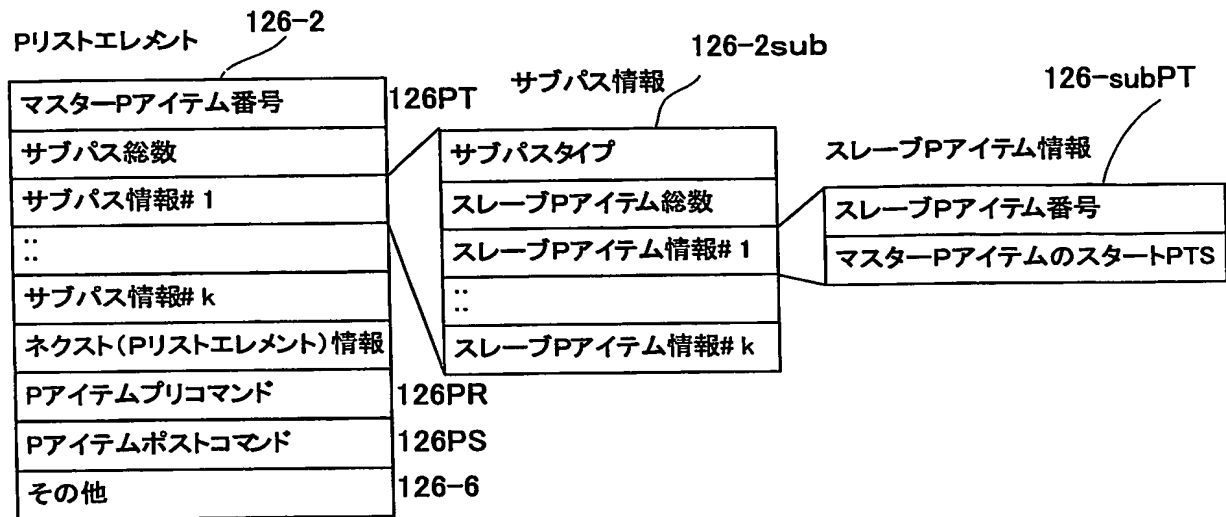 Pリストエレメント
126-2
マスターPアイテム番号
126PT
サブパス総数
サブパス情報#1
::
サブパス情報#k
ネクスト(Pリストエレメント)情報
Pアイテムプリコマンド
126PR
Pアイテムポストコマンド
126PS
その他
126-6
サブパス情報
126-2sub
サブパスタイプ
スレーブPアイテム総数
スレーブPアイテム情報#1
::
スレーブPアイテム情報#k
スレーブPアイテム情報
126-subPT
スレーブPアイテム番号
マスターPアイテムのスタートPTS